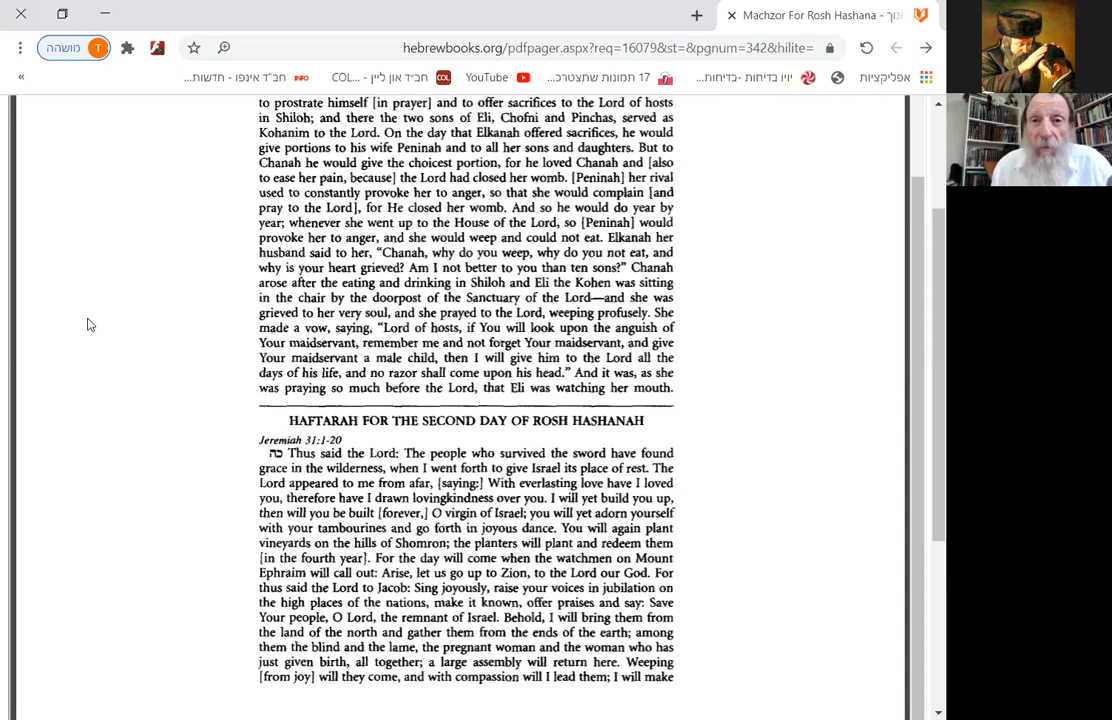 Machzor For Rosh Hashana - נוך
מושהה
T
hebrewbooks.org/pdfpager.aspx?req=16079&st=&pgnum=342&hilite=
»
חב"ד אינפו - חדשות...
INFO
חב"ד און ליין - COL...
COL
YouTube
17 תמונות שתצטרכ...
יויו בדיחות -בדיחות...
אפליקציות
to prostrate himself [in prayer] and to offer sacrifices to the Lord of hosts
in Shiloh; and there the two sons of Eli, Chofni and Pinchas, served as
Kohanim to the Lord. On the day that Elkanah offered sacrifices, he would
give portions to his wife Peninah and to all her sons and daughters. But to
Chanah he would give the choicest portion, for he loved Chanah and [also
to ease her pain, because] the Lord had closed her womb. [Peninah] her rival
used to constantly provoke her to anger, so that she would complain [and
pray to the Lord], for He closed her womb. And so he would do year by
year; whenever she went up to the House of the Lord, so [Peninah] would
provoke her to anger, and she would weep and could not eat. Elkanah her
husband said to her, “Chanah, why do you weep, why do you not eat, and
why is your heart grieved? Am I not better to you than ten sons?” Chanah
arose after the eating and drinking in Shiloh and Eli the Kohen was sitting
in the chair by the doorpost of the Sanctuary of the Lord—and she was
grieved to her very soul, and she prayed to the Lord, weeping profusely. She
made a vow, saying, “Lord of hosts, if You will look upon the anguish of
Your maidservant, remember me and not forget Your maidservant, and give
Your maidservant a male child, then I will give him to the Lord all the
days of his life, and no razor shall come upon his head.” And it was, as she
was praying so much before the Lord, that Eli was watching her mouth.
HAFTARAH FOR THE SECOND DAY OF ROSH HASHANAH
Jeremiah 31:1-20
כה Thus said the Lord: The people who survived the sword have found
grace in the wilderness, when I went forth to give Israel its place of rest. The
Lord appeared to me from afar, [saying:] With everlasting love have I loved
you, therefore have I drawn lovingkindness over you. I will yet build you up,
then will you be built [forever,] O virgin of Israel; you will yet adorn yourself
with your tambourines and go forth in joyous dance. You will again plant
vineyards on the hills of Shomron; the planters will plant and redeem them
[in the fourth year]. For the day will come when the watchmen on Mount
Ephraim will call out: Arise, let us go up to Zion, to the Lord our God. For
thus said the Lord to Jacob: Sing joyously, raise your voices in jubilation on
the high places of the nations, make it known, offer praises and say: Save
Your people, O Lord, the remnant of Israel. Behold, I will bring them from
the land of the north and gather them from the ends of the earth; among
them the blind and the lame, the pregnant woman and the woman who has
just given birth, all together; a large assembly will return here. Weeping
[from joy] will they come, and with compassion will I lead them; I will make